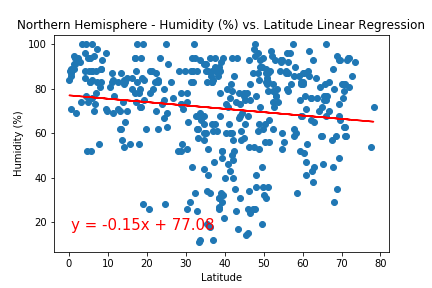 Northern Hemisphere - Humidity (%) vs. Latitude Linear Regression
100
80
60
40
20
Humidity (%)
y = -0.15x + 77.08
0 10 20 30 40 50 60 70 80
Latitude